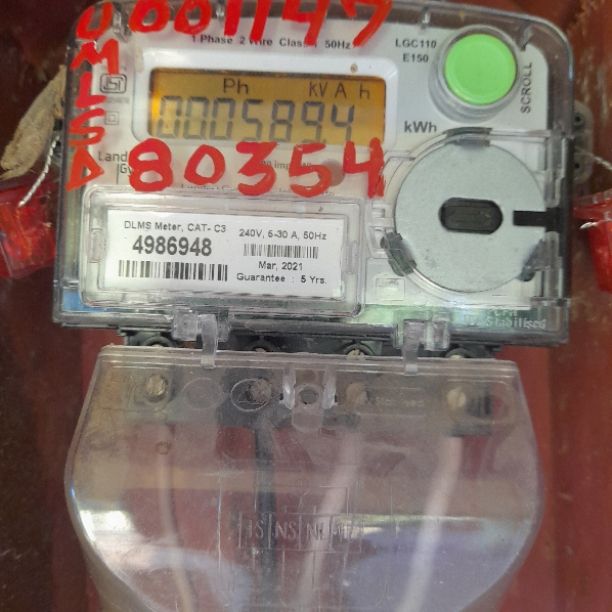 0001147
1 Phase 2 Wire Class 1 50Hz
LGC110
E150
SCROLL
Ph kVAh
0005894
kWh
OMLSD
80354
DLMS Meter, CAT- C3
240V, 5-30 A, 50Hz
4986948
Mar, 2021
Guarantee : 5 Yrs.